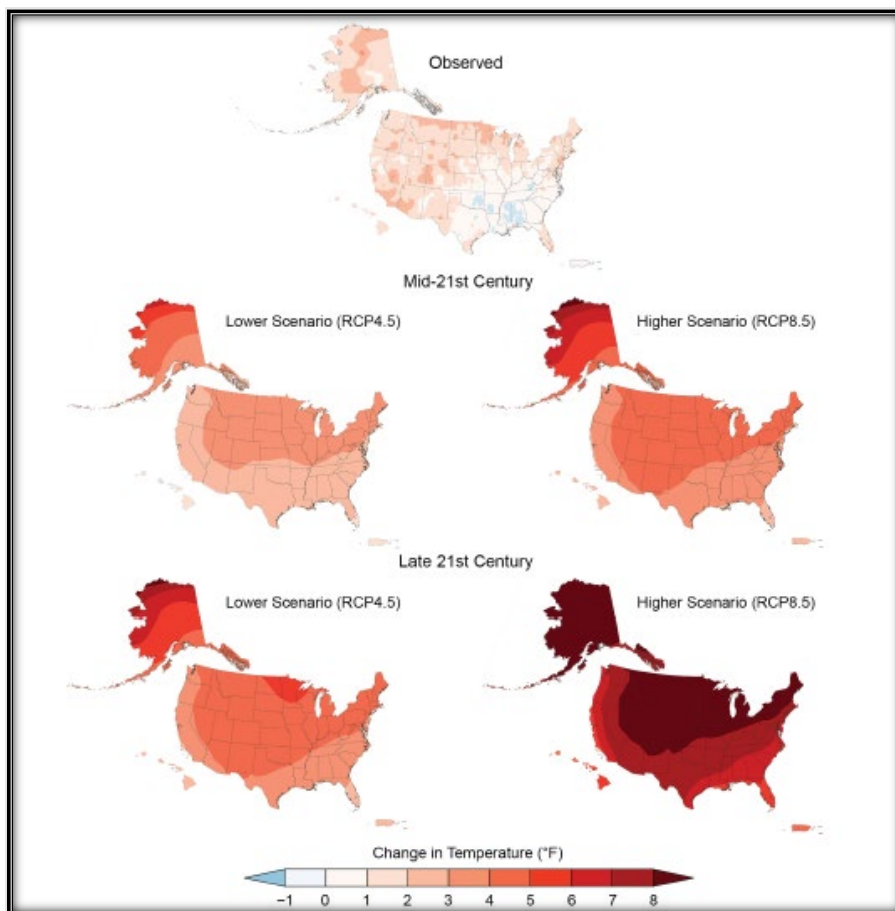 Observed
Mid-21st Century
Lower Scenario (RCP4.5)
Higher Scenario (RCP8.5)
Late 21st Century
Lower Scenario (RCP4.5)
Higher Scenario (RCP8.5)
Change in Temperature (°F)
−1 0 1 2 3 4 5 6 7 8